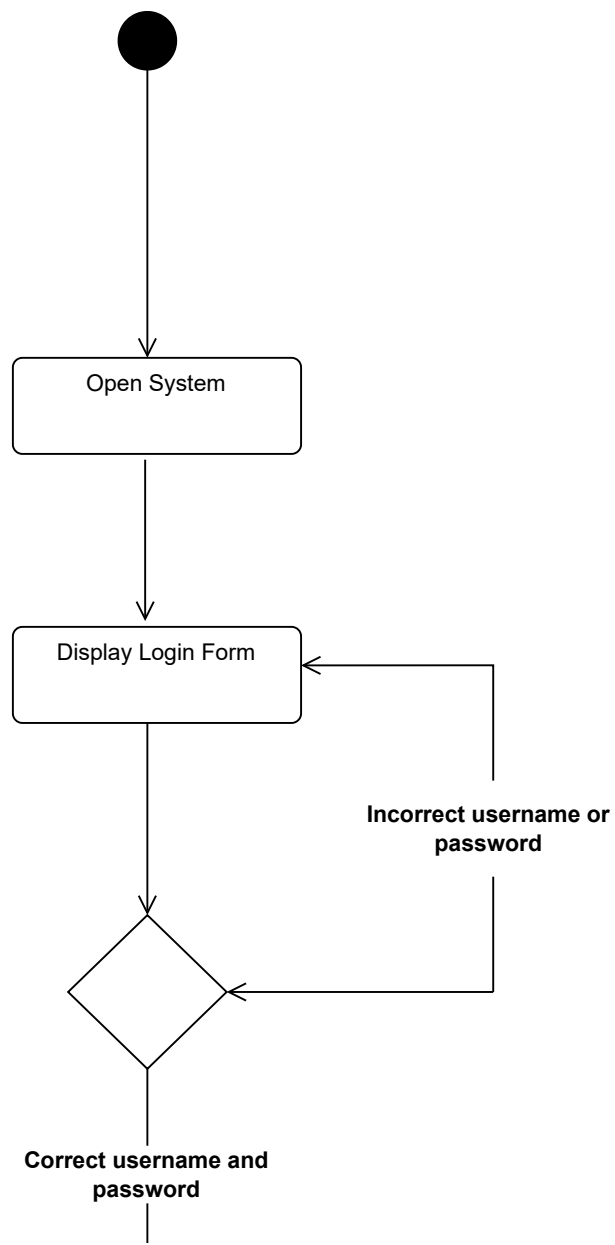 Open System
Display Login Form
Incorrect username or
password
Correct username and
password